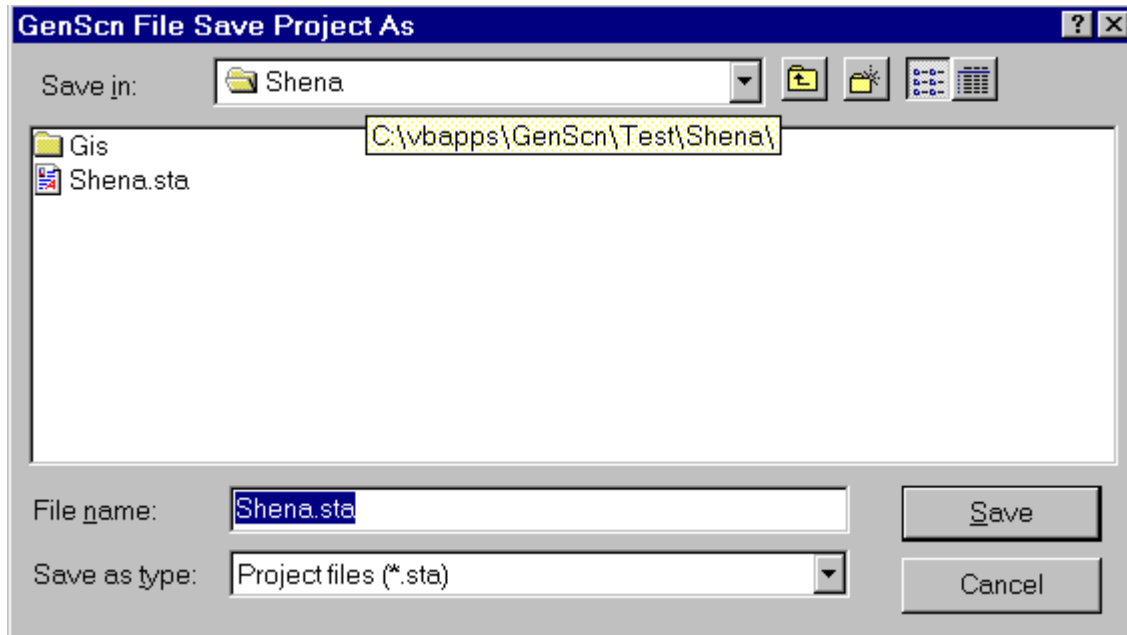 GenScn File Save Project As
Save in: Shena
C:\vbapps\GenScn\Test\Shena\
Gis
Shena.sta
File name: Shena.sta Save
Save as type: Project files (*.sta) Cancel